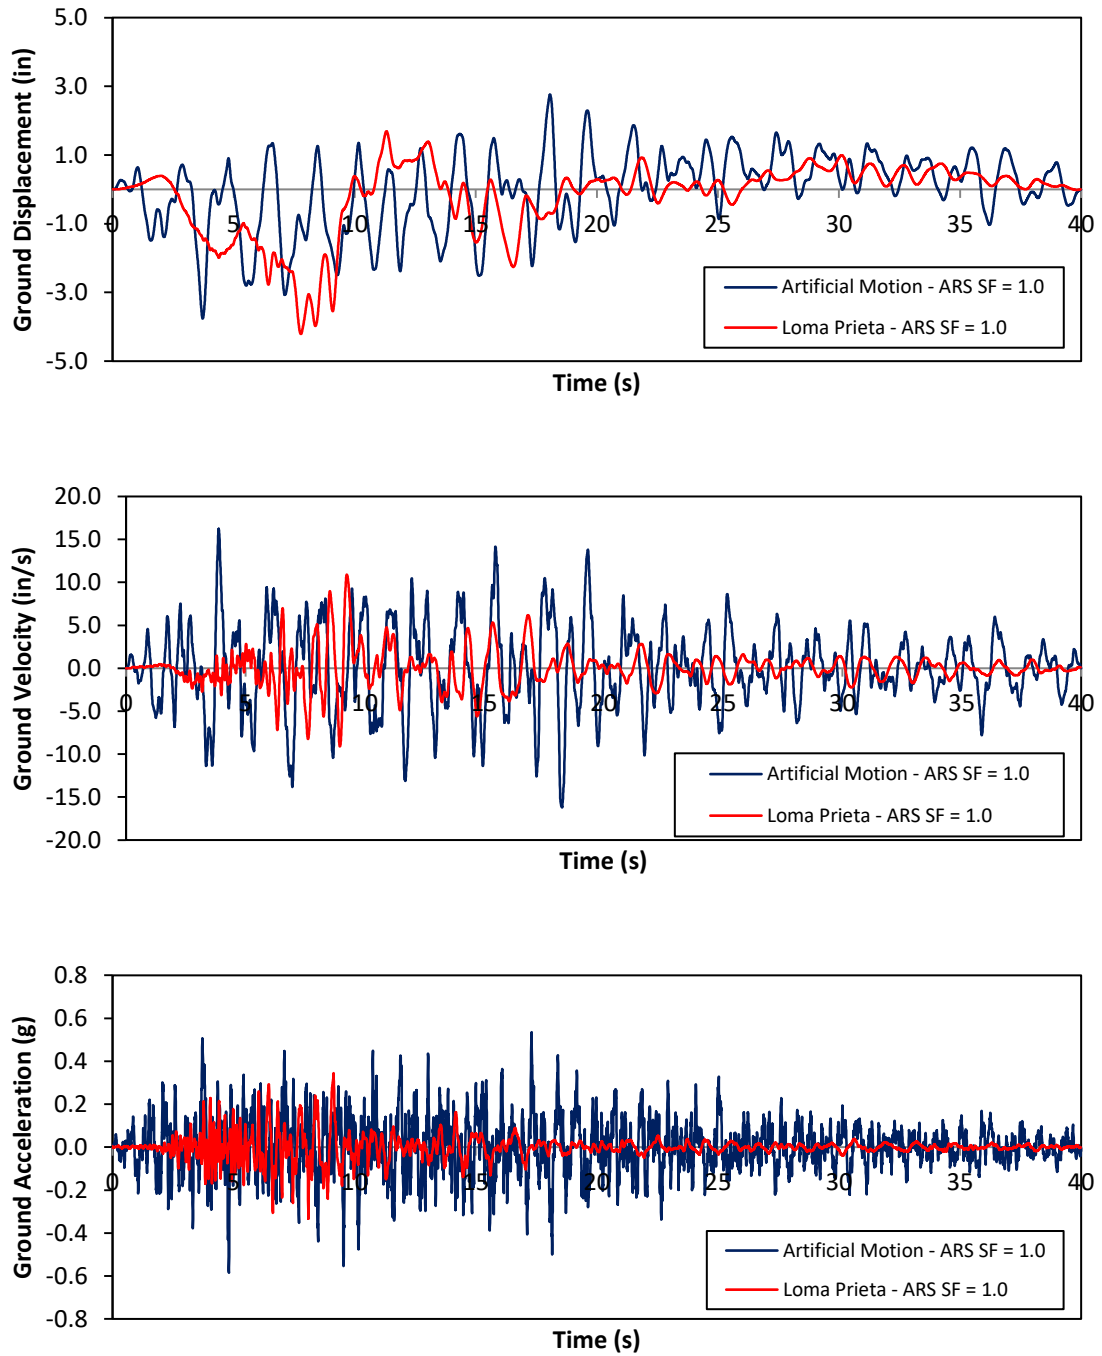 Ground Displacement (in)
5.0
3.0
1.0
-1.0
-3.0
-5.0
0 5 10 15 20 25 30 35 40
Artificial Motion - ARS SF = 1.0
Loma Prieta - ARS SF = 1.0
Time (s)
Ground Velocity (in/s)
20.0
15.0
10.0
5.0
0.0
-5.0
-10.0
-15.0
-20.0
0 5 10 15 20 25 30 35 40
Artificial Motion - ARS SF = 1.0
Loma Prieta - ARS SF = 1.0
Time (s)
Ground Acceleration (g)
0.8
0.6
0.4
0.2
0.0
-0.2
-0.4
-0.6
-0.8
0 5 10 15 20 25 30 35 40
Artificial Motion - ARS SF = 1.0
Loma Prieta - ARS SF = 1.0
Time (s)